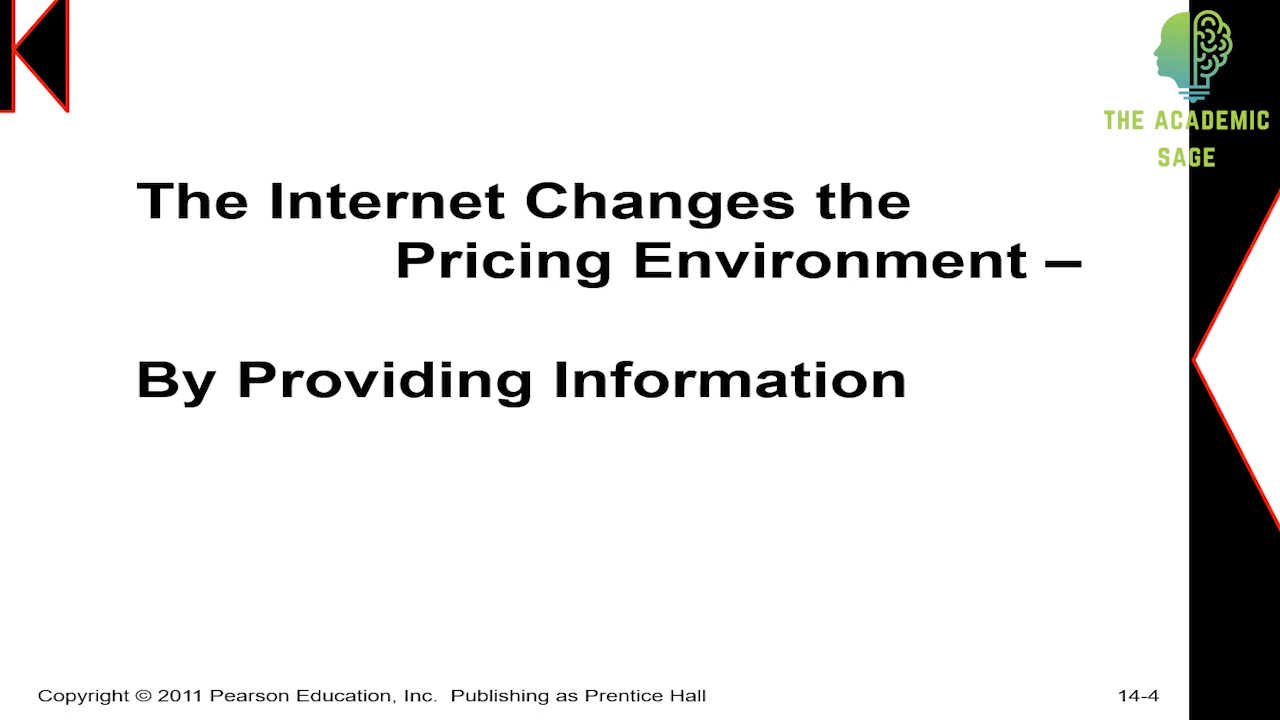 THE ACADEMIC
SAGE
The Internet Changes the
Pricing Environment –
By Providing Information
Copyright © 2011 Pearson Education, Inc. Publishing as Prentice Hall
14-4